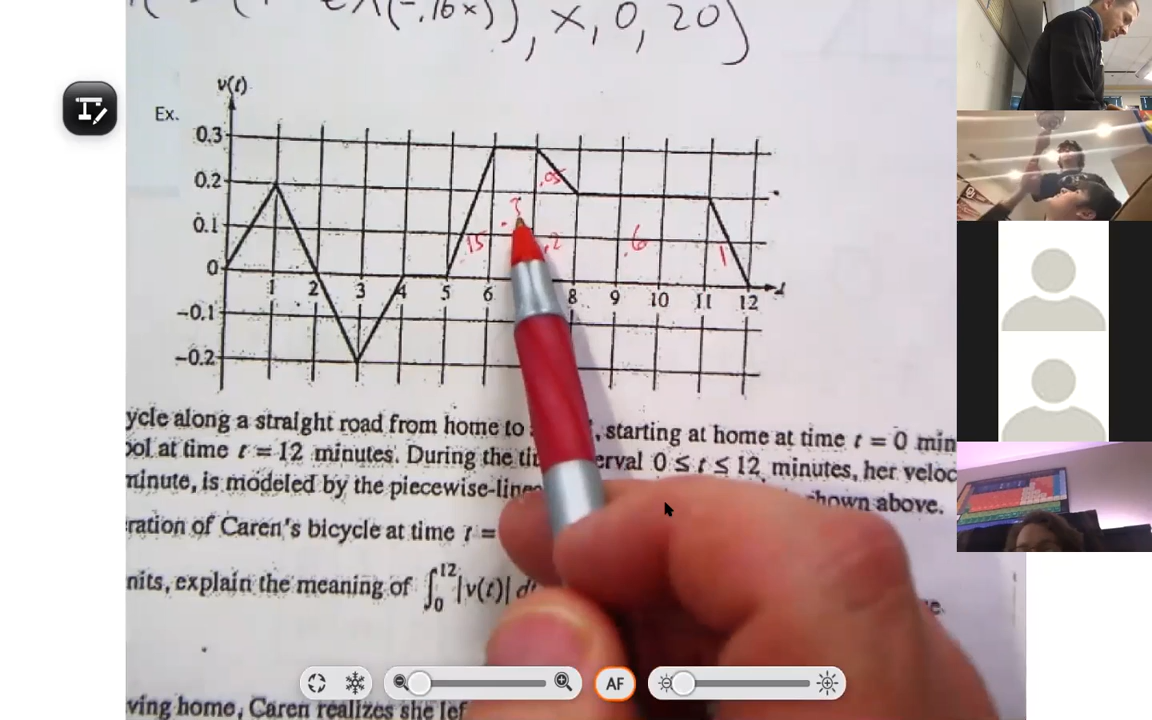 (-.16x)), x, 0, 20)
v(t)
Ex.
0.3
0.2
0.1
0
-0.1
-0.2
1 2 3 4 5 6 8 9 10 11 12
.05
.3
.15 .2 .6 .1
ycle along a straight road from home to , starting at home at time t = 0 min
ool at time t = 12 minutes. During the ti erval 0 ≤ t ≤ 12 minutes, her veloc
minute, is modeled by the piecewise-line shown above.
ration of Caren's bicycle at time t =
nits, explain the meaning of ∫₀¹² |v(t)| d
ving home, Caren realizes she lef
AF